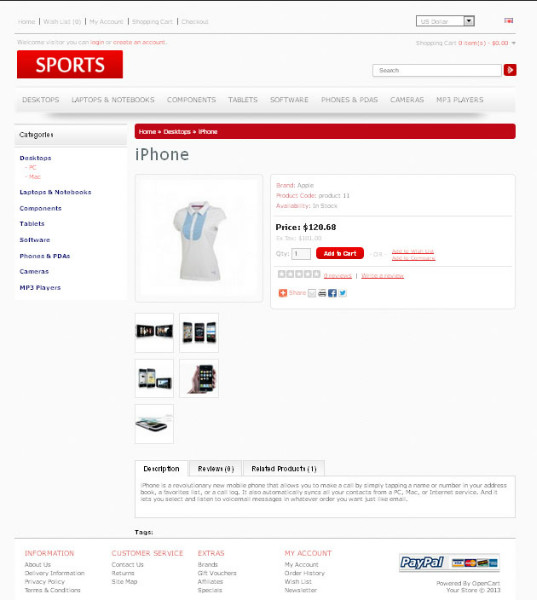 Home | Wish List (0) | My Account | Shopping Cart | Checkout
US Dollar
Welcome visitor you can login or create an account.
Shopping Cart 0 item(s) - $0.00
SPORTS
Search
DESKTOPS LAPTOPS & NOTEBOOKS COMPONENTS TABLETS SOFTWARE PHONES & PDAS CAMERAS MP3 PLAYERS
Categories
Desktops
- PC
- Mac
Laptops & Notebooks
Components
Tablets
Software
Phones & PDAs
Cameras
MP3 Players
Home » Desktops » iPhone
iPhone
Brand: Apple
Product Code: product 11
Availability: In Stock
Price: $120.68
Ex Tax: $101.00
Qty: 1 Add to Cart - OR - Add to Wish List
Add to Compare
0 reviews | Write a review
Share
Description Reviews (0) Related Products (1)
iPhone is a revolutionary new mobile phone that allows you to make a call by simply tapping a name or number in your address
book, a favorites list, or a call log. It also automatically syncs all your contacts from a PC, Mac, or Internet service. And it
lets you select and listen to voicemail messages in whatever order you want just like email.
Tags:
INFORMATION
About Us
Delivery Information
Privacy Policy
Terms & Conditions
CUSTOMER SERVICE
Contact Us
Returns
Site Map
EXTRAS
Brands
Gift Vouchers
Affiliates
Specials
MY ACCOUNT
My Account
Order History
Wish List
Newsletter
PayPal
Powered By OpenCart
Your Store © 2013